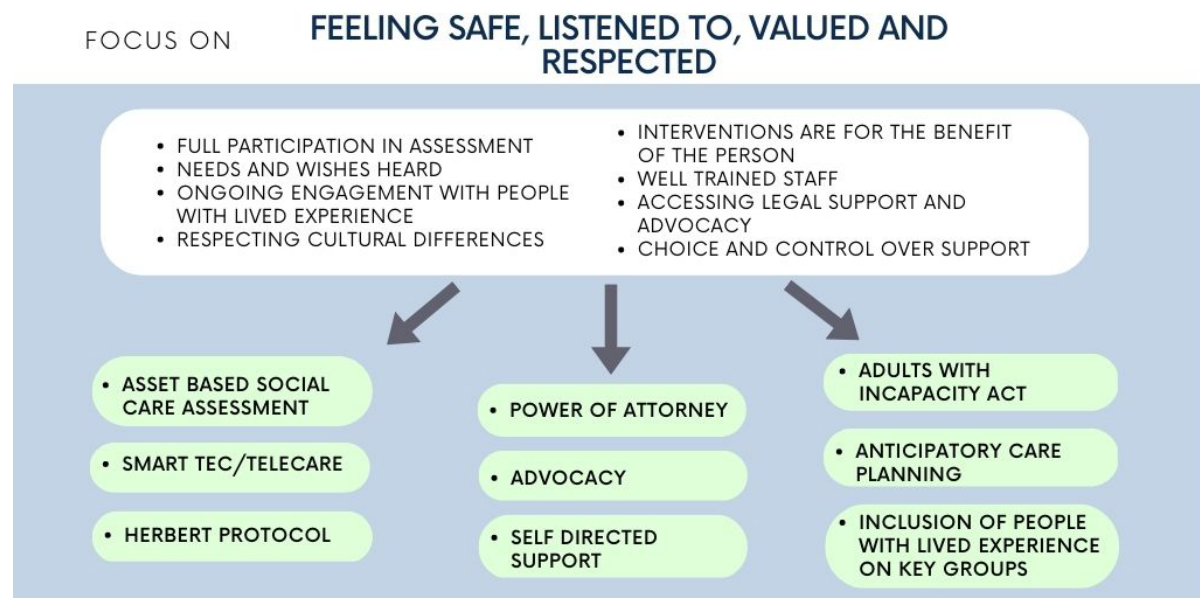 FOCUS ON
FEELING SAFE, LISTENED TO, VALUED AND
RESPECTED
• FULL PARTICIPATION IN ASSESSMENT
• NEEDS AND WISHES HEARD
• ONGOING ENGAGEMENT WITH PEOPLE
WITH LIVED EXPERIENCE
• RESPECTING CULTURAL DIFFERENCES
• INTERVENTIONS ARE FOR THE BENEFIT
OF THE PERSON
• WELL TRAINED STAFF
• ACCESSING LEGAL SUPPORT AND
ADVOCACY
• CHOICE AND CONTROL OVER SUPPORT
• ASSET BASED SOCIAL
CARE ASSESSMENT
• SMART TEC/TELECARE
• HERBERT PROTOCOL
• POWER OF ATTORNEY
• ADVOCACY
• SELF DIRECTED
SUPPORT
• ADULTS WITH
INCAPACITY ACT
• ANTICIPATORY CARE
PLANNING
• INCLUSION OF PEOPLE
WITH LIVED EXPERIENCE
ON KEY GROUPS